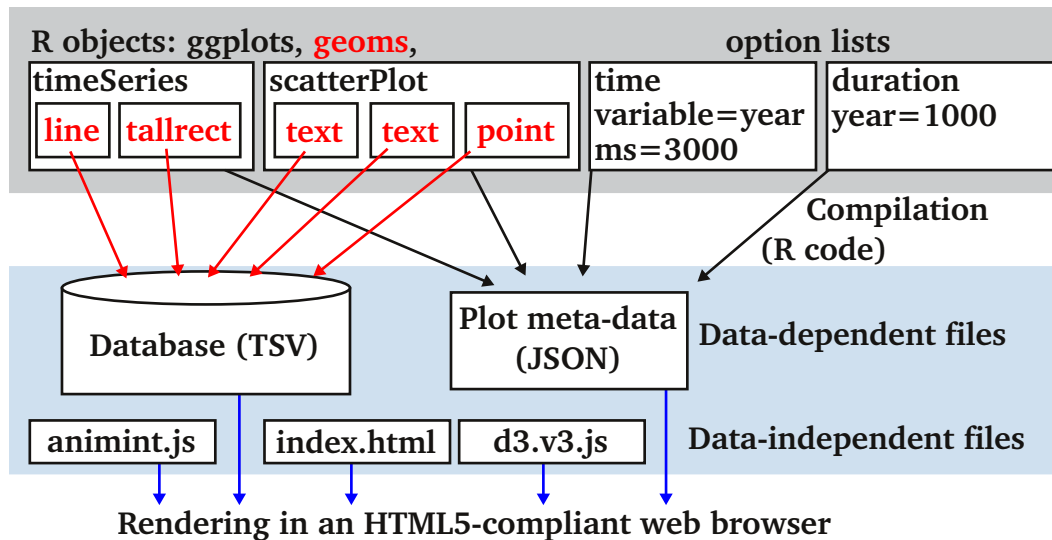 R objects: ggplots, geoms, option lists
timeSeries
line tallrect
scatterPlot
text text point
time
variable=year
ms=3000
duration
year=1000
Compilation
(R code)
Database (TSV)
Plot meta-data
(JSON)
Data-dependent files
animint.js
index.html
d3.v3.js
Data-independent files
Rendering in an HTML5-compliant web browser